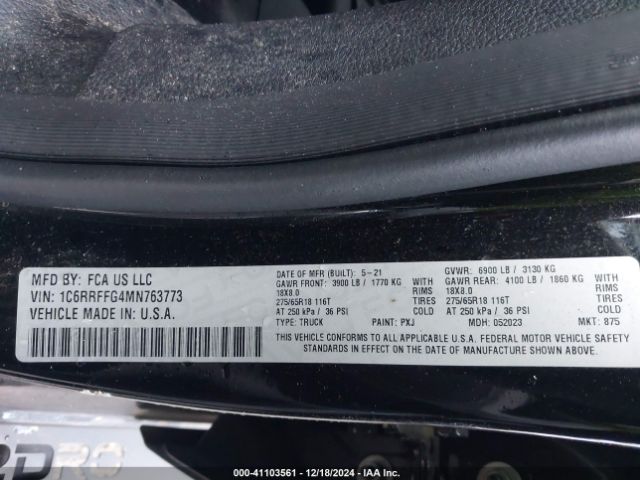 MFD BY: FCA US LLC
VIN: 1C6RRFFG4MN763773
VEHICLE MADE IN: U.S.A.
DATE OF MFR (BUILT): 5-21 GVWR: 6900 LB / 3130 KG
GAWR FRONT: 3900 LB / 1770 KG WITH GAWR REAR: 4100 LB / 1860 KG WITH
18X8.0 RIMS 18X8.0 RIMS
275/65R18 116T TIRES 275/65R18 116T TIRES
AT 250 kPa / 36 PSI COLD AT 250 kPa / 36 PSI COLD
TYPE: TRUCK PAINT: PXJ MDH: 052023 MKT: 875
THIS VEHICLE CONFORMS TO ALL APPLICABLE U.S.A. FEDERAL MOTOR VEHICLE SAFETY
STANDARDS IN EFFECT ON THE DATE OF MANUFACTURE SHOWN ABOVE.
DRO
000-41103561 | 12/18/2024 | IAA Inc.